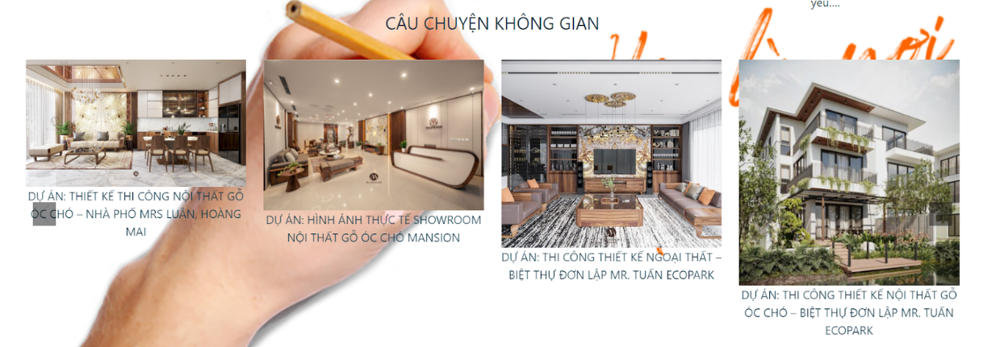 yếu....
CÂU CHUYỆN KHÔNG GIAN
DỰ ÁN: THIẾT KẾ THI CÔNG NỘI THẤT GỖ
ÓC CHÓ – NHÀ PHỐ MRS LUÂN, HOÀNG
MAI
DỰ ÁN: HÌNH ẢNH THỰC TẾ SHOWROOM
NỘI THẤT GỖ ÓC CHÓ MANSION
DỰ ÁN: THI CÔNG THIẾT KẾ NGOẠI THẤT –
BIỆT THỰ ĐƠN LẬP MR. TUẤN ECOPARK
DỰ ÁN: THI CÔNG THIẾT KẾ NỘI THẤT GỖ
ÓC CHÓ – BIỆT THỰ ĐƠN LẬP MR. TUẤN
ECOPARK